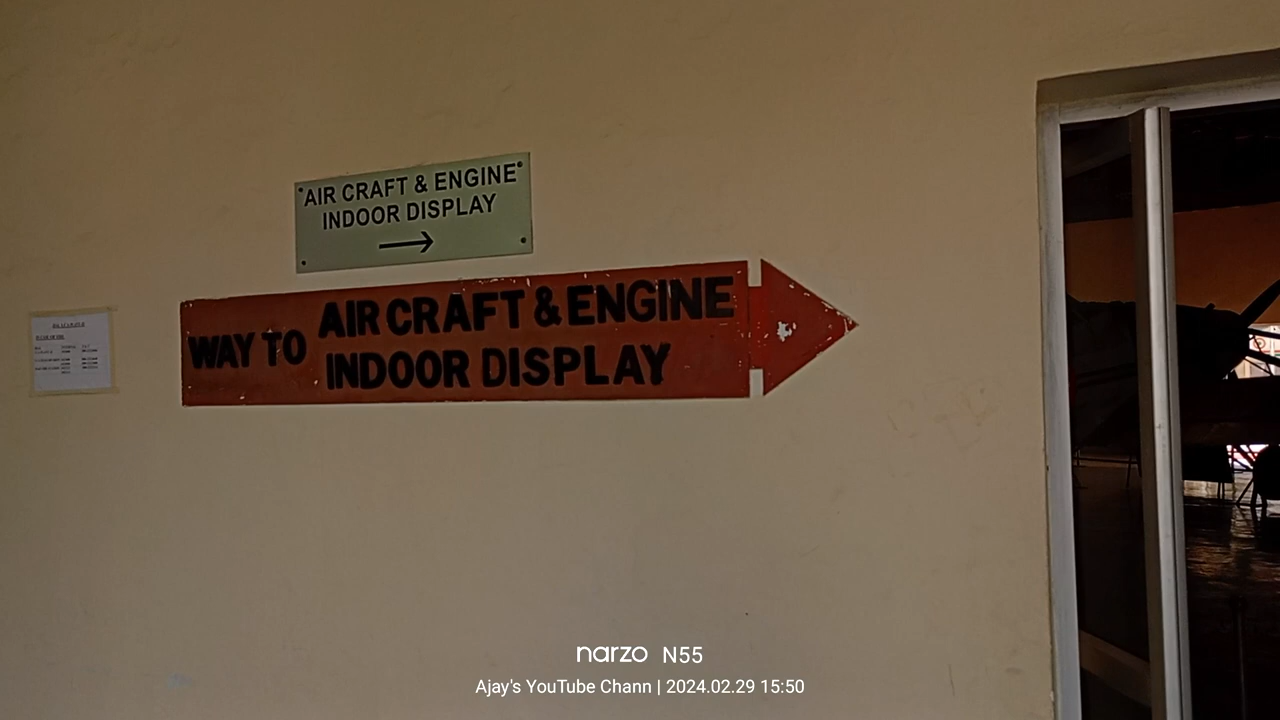 AIR CRAFT & ENGINE
INDOOR DISPLAY
WAY TO
AIR CRAFT & ENGINE
INDOOR DISPLAY
narzo N55
Ajay's YouTube Chann | 2024.02.29 15:50